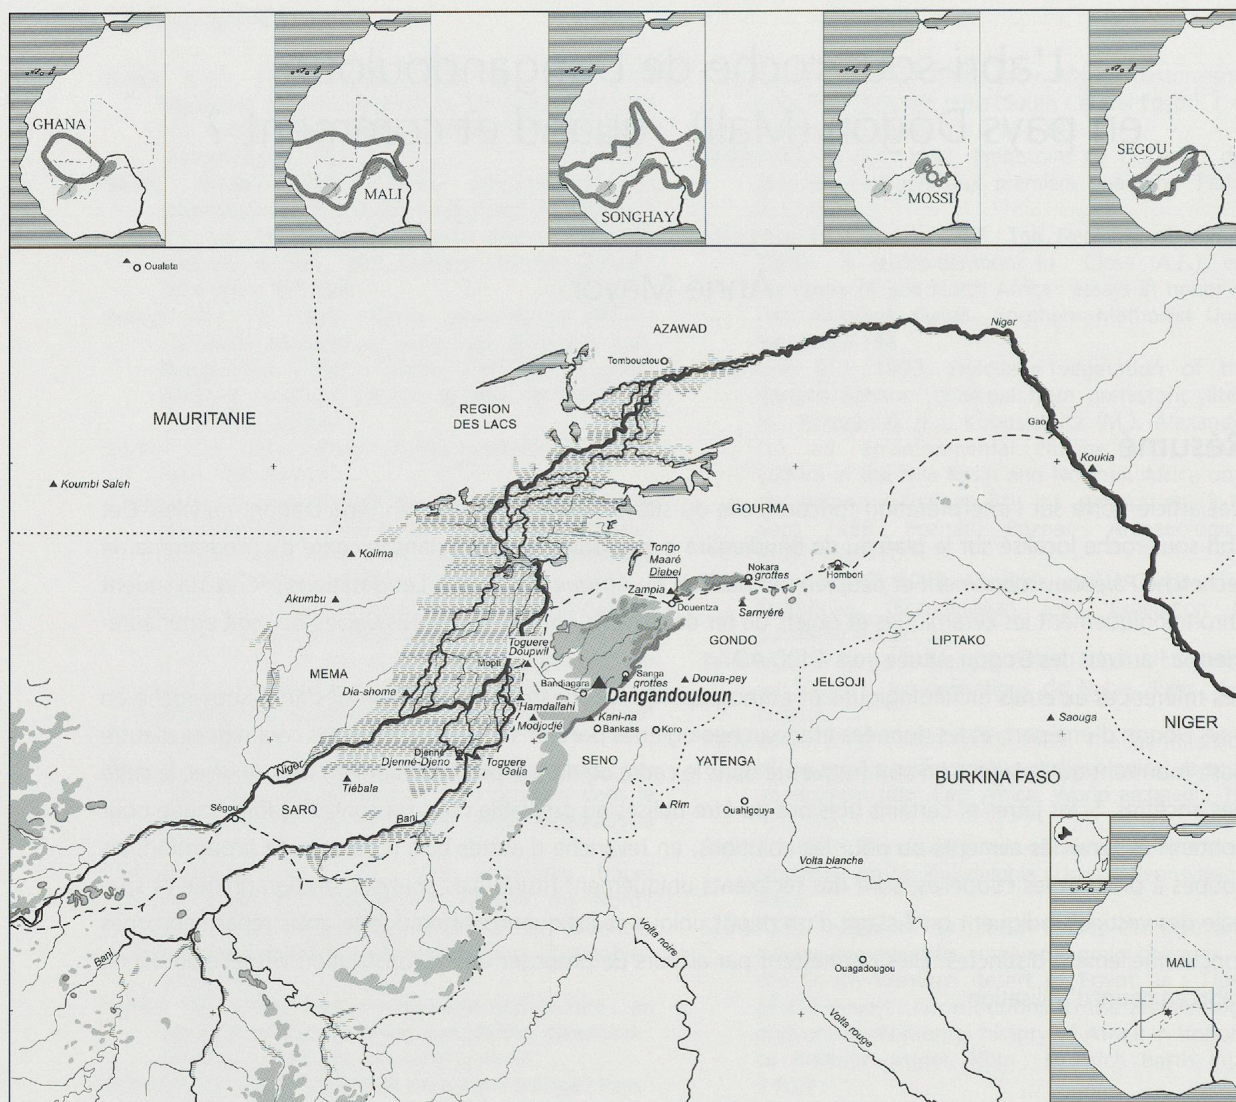 GHANA
MALI
SONGHAY
MOSSI
SEGOU
Oualata
AZAWAD
Niger
Tombouctou
MAURITANIE
REGION
DES LACS
Gao
Koukia
Koumbi Saleh
GOURMA
Kolima
Tongo
Maaré
Diabel
Nokara
grottes
Hombori
Zampia
Akumbu
Douentza
Sarnyéré
Toguere
Doupwil
GONDO
LIPTAKO
Mopti
MEMA
Bandiagara
Sanga
grottes
Douna-pey
JELGOJI
Dia-shoma
Dangandouloun
Hamdallahi
Kani-na
Saouga
NIGER
Modjodjé
Bankass
Koro
Djenné
Djenné-Djeno
Toguere
Galia
SENO
YATENGA
Niger
BURKINA FASO
Tiébala
Ségou
SARO
Rim
Ouahigouya
Bani
Volta blanche
Bani
Volta noire
Ouagadougou
MALI
Volta rouge